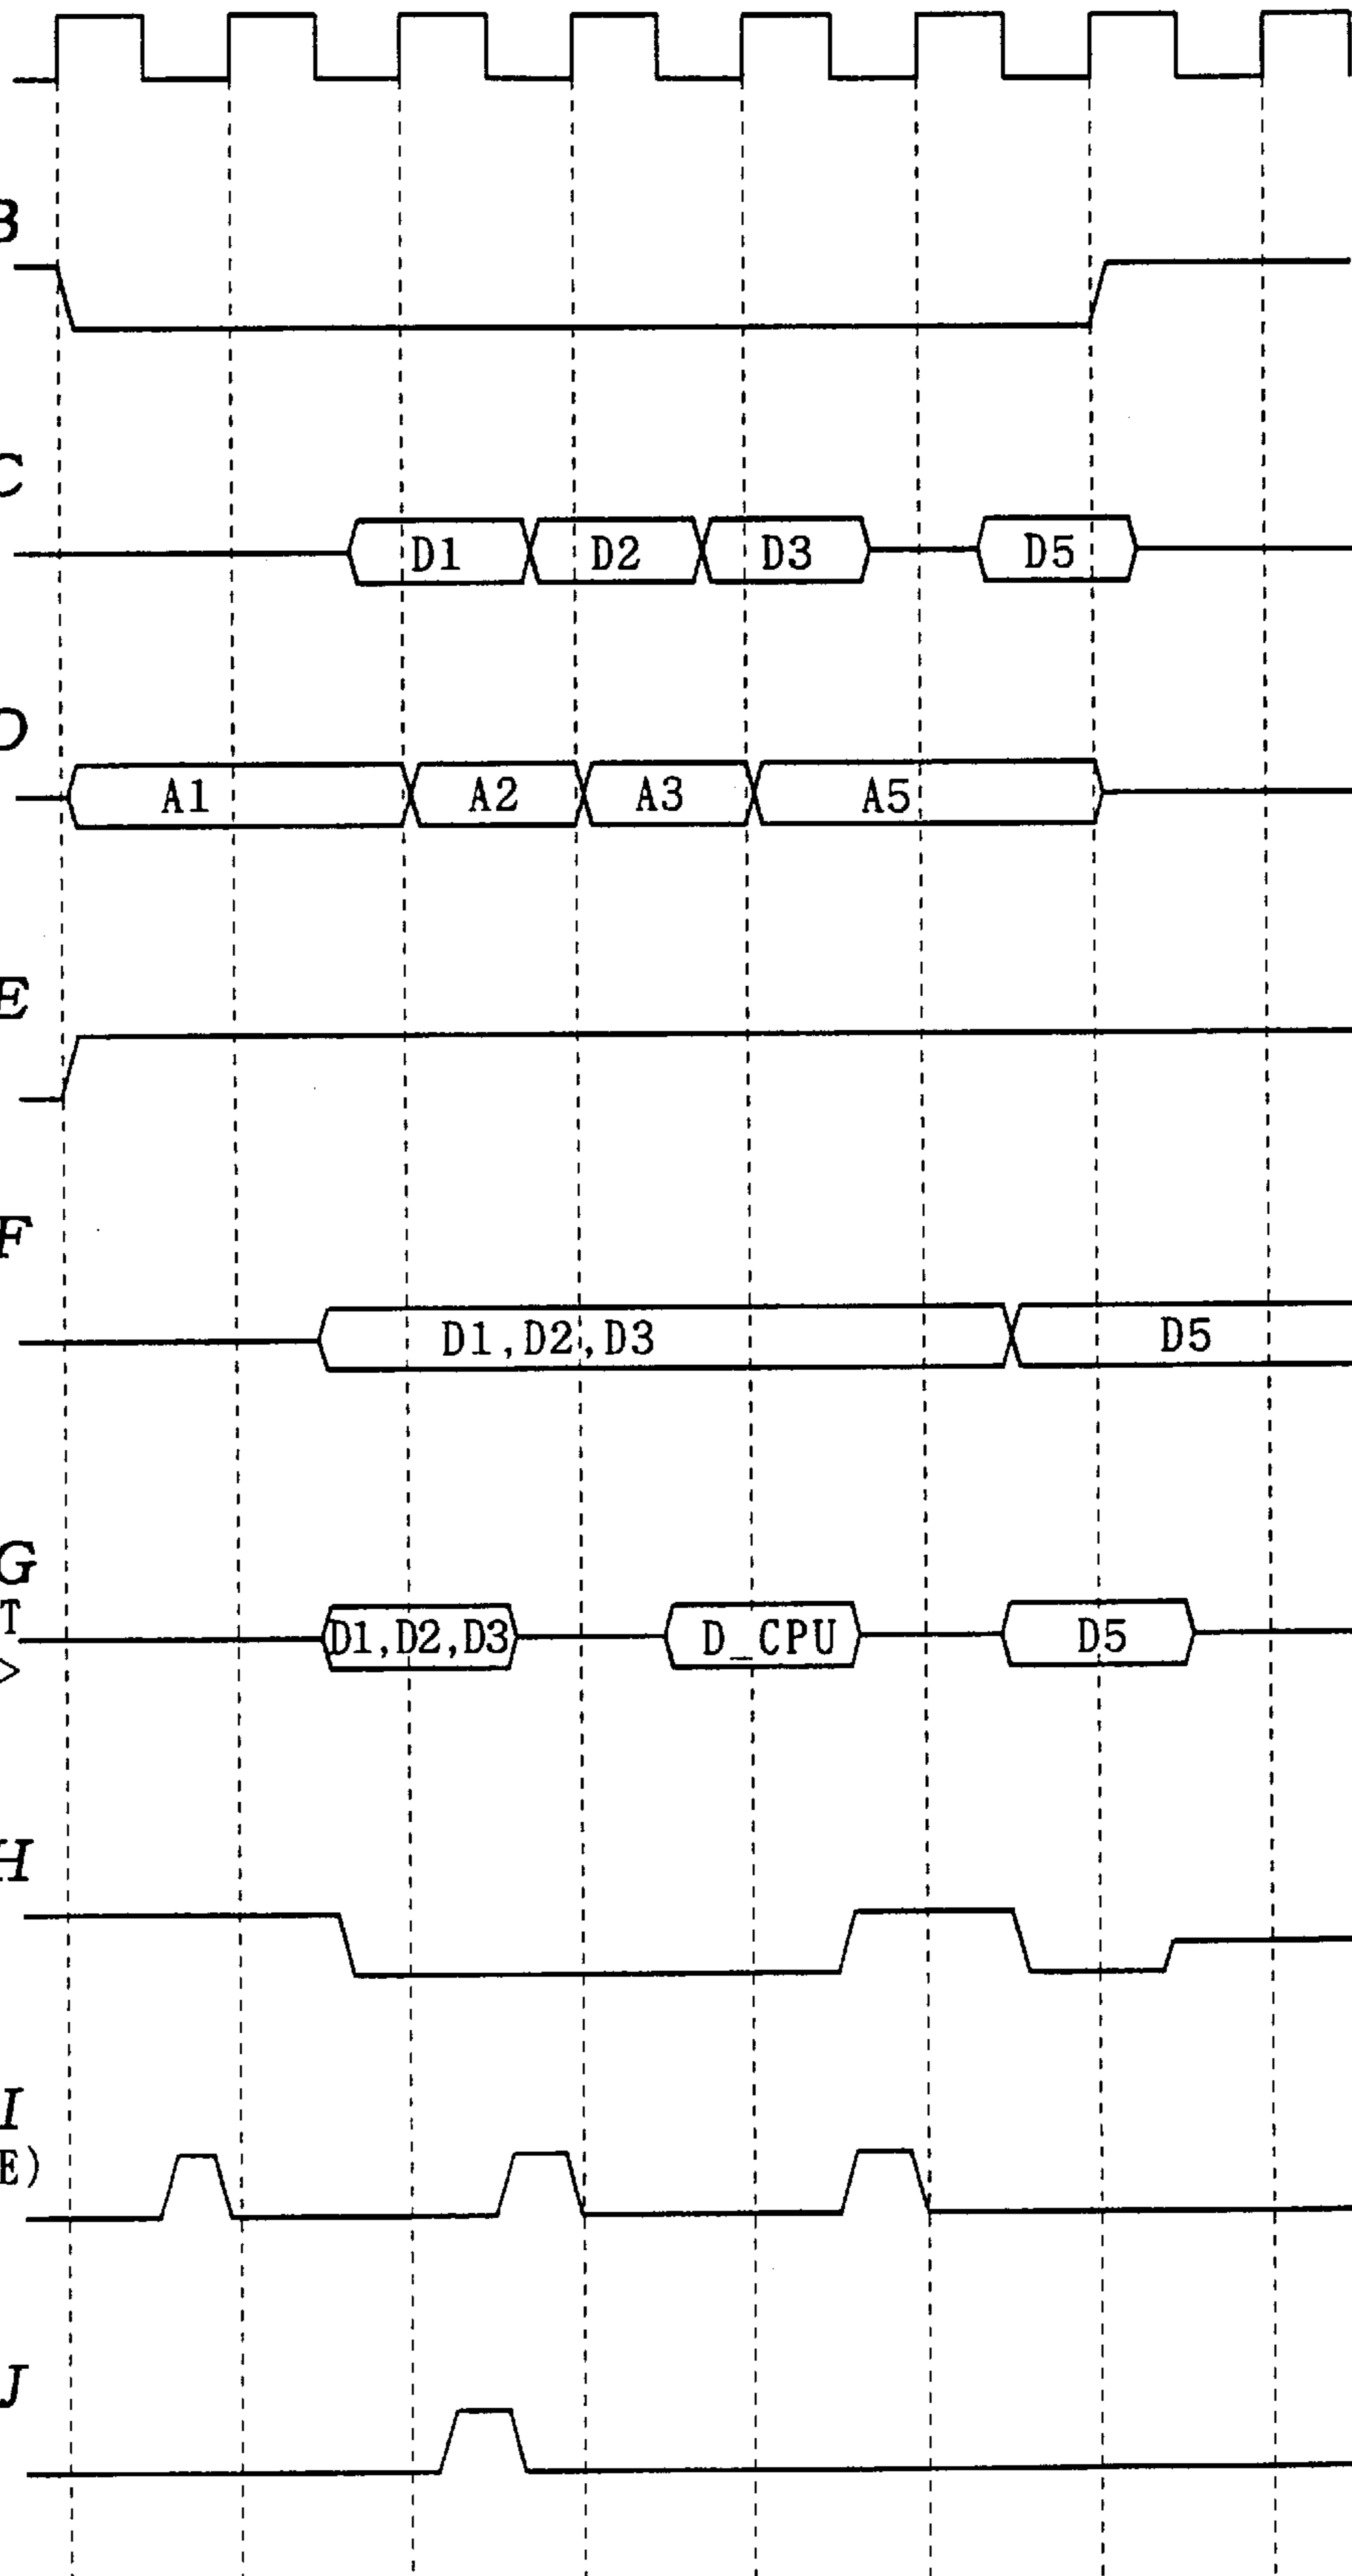 B
C
D1 D2 D3 D5
D
A1 A2 A3 A5
E
F
D1,D2,D3 D5
G
T
D1,D2,D3 D_CPU D5
>
H
I
E)
J